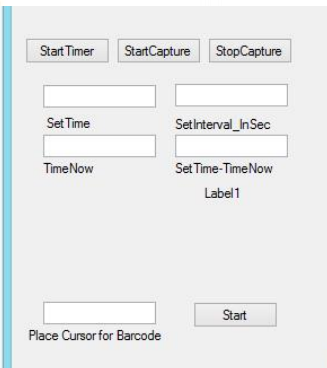 StartTimer StartCapture StopCapture
SetTime SetInterval_InSec
TimeNow SetTime-TimeNow
Label1
Start
Place Cursor for Barcode